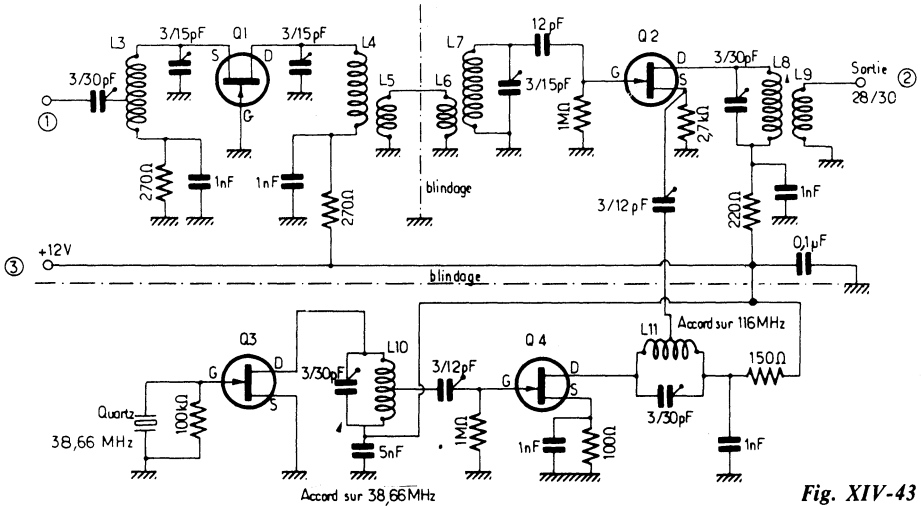 L3
3/15pF
Q1
3/15pF
L4
S
D
G
3/30pF
①
270Ω
1nF
1nF
270Ω
L5
L6
L7
12pF
3/15pF
1MΩ
blindage
Q2
D
G
S
3/30pF
L8
L9
Sortie
②
28/30
2,7kΩ
3/12pF
220Ω
1nF
③
+12V
0,1µF
blindage
Q3
D
G
S
Quartz
38,66 MHz
100kΩ
3/30pF
L10
5nF
Accord sur 38,66MHz
3/12pF
1MΩ
Q4
D
G
S
1nF
100Ω
L11
Accord sur 116MHz
3/30pF
150Ω
1nF
Fig. XIV-43